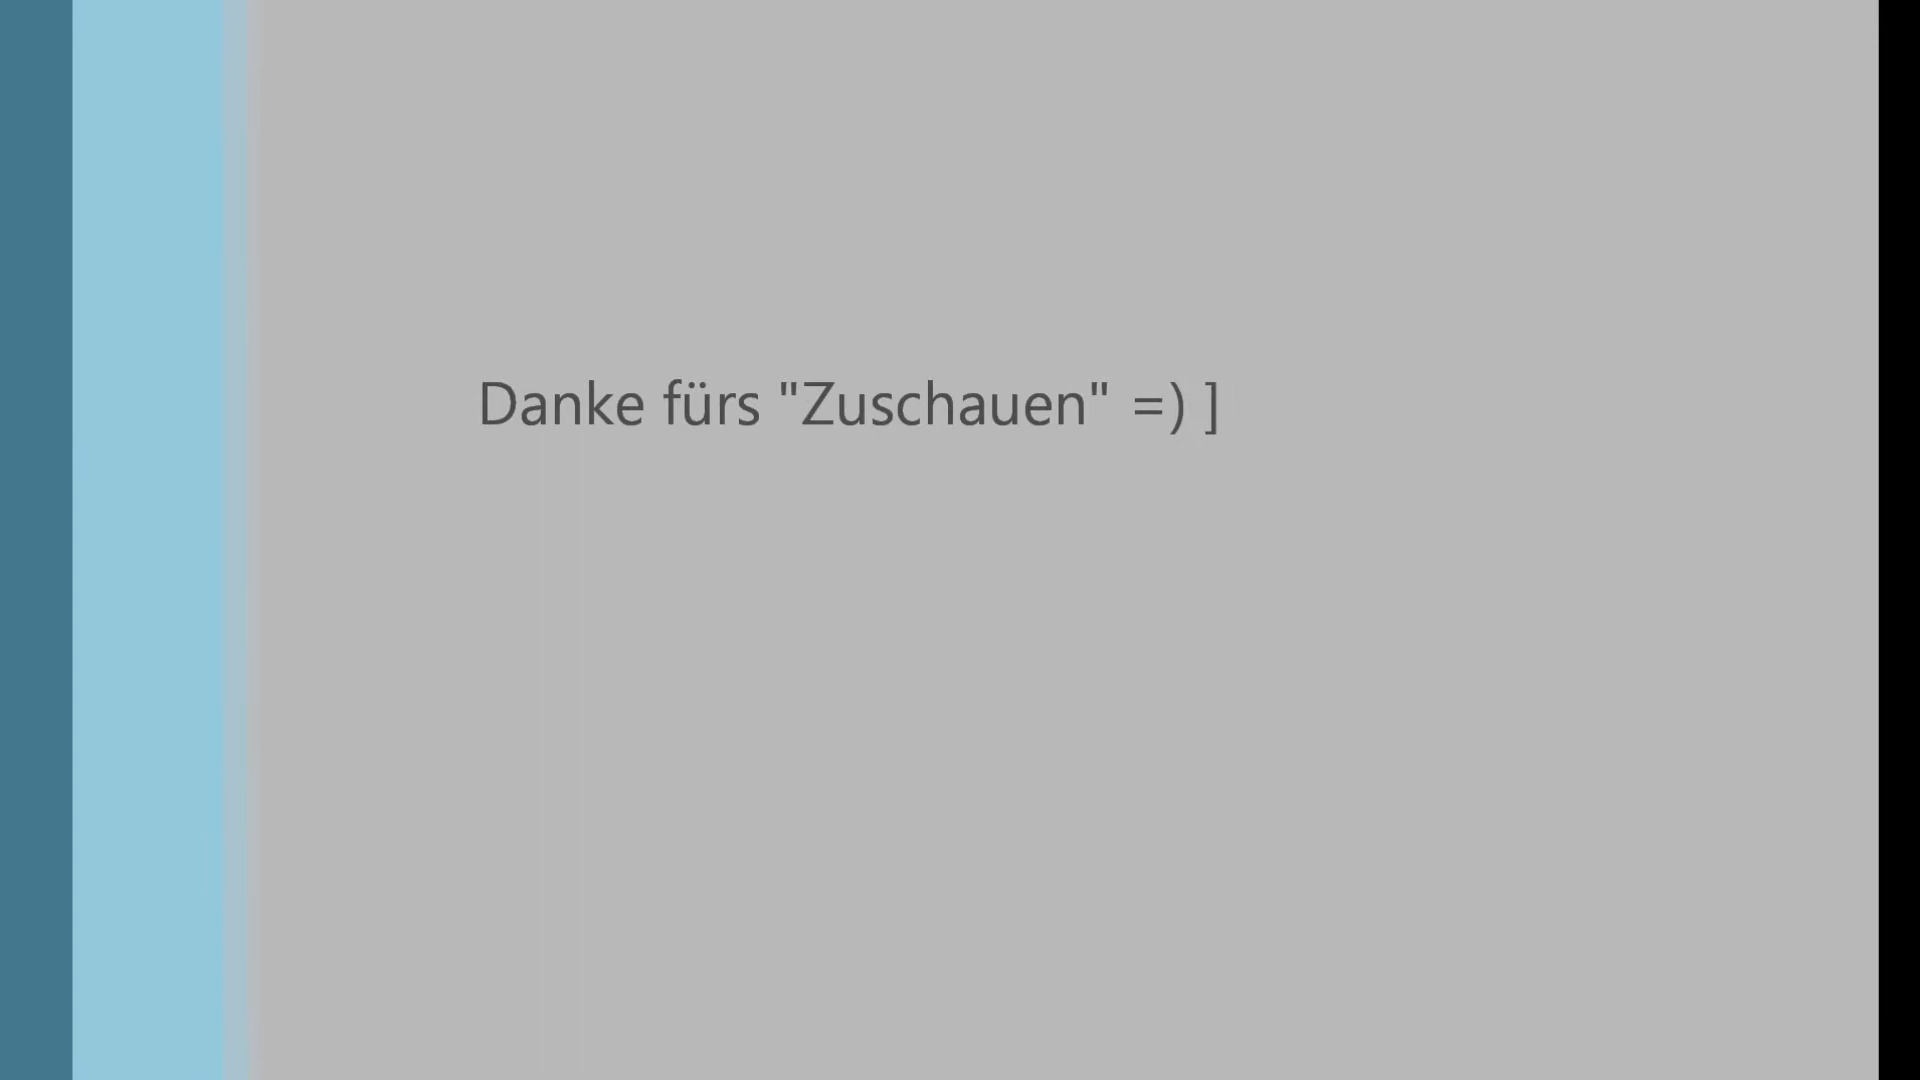 Danke fürs "Zuschauen" =) ]